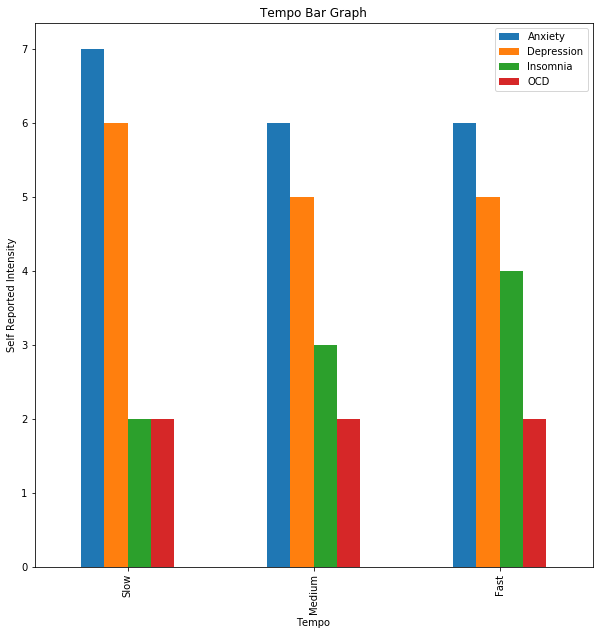 Tempo Bar Graph
Anxiety
Depression
Insomnia
OCD
7
6
5
4
3
2
1
0
Self Reported Intensity
Slow
Medium
Fast
Tempo